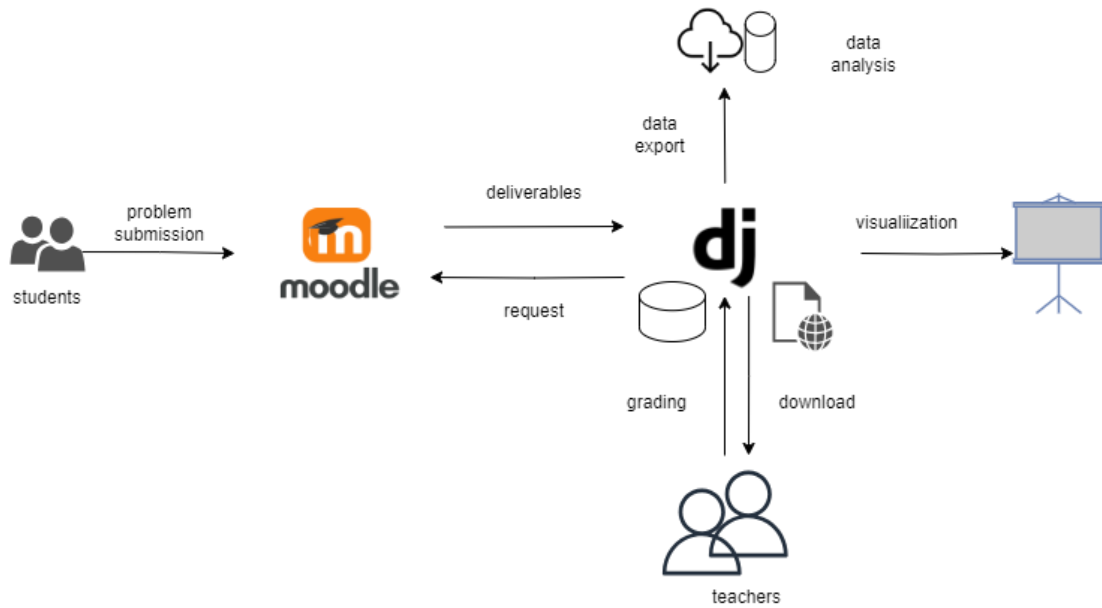 data
analysis
data
export
deliverables
problem
submission
dj
visualiization
m
moodle
students
request
grading
download
teachers